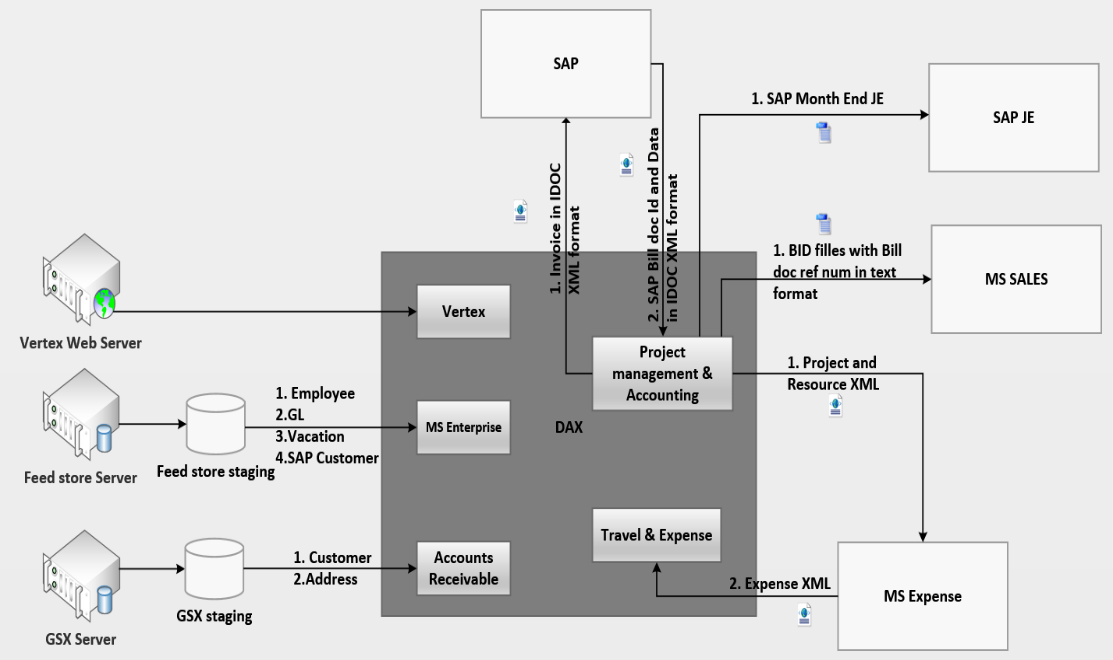 SAP
1. SAP Month End JE
SAP JE
1. Invoice in IDOC
XML format
2. SAP Bill doc Id and Data
in IDOC XML format
1. BID filles with Bill
doc ref num in text
format
MS SALES
Vertex Web Server
Vertex
Project
management &
Accounting
1. Project and
Resource XML
1. Employee
2.GL
3.Vacation
4.SAP Customer
Feed store Server
Feed store staging
MS Enterprise
DAX
Travel & Expense
1. Customer
2.Address
Accounts
Receivable
2. Expense XML
MS Expense
GSX Server
GSX staging